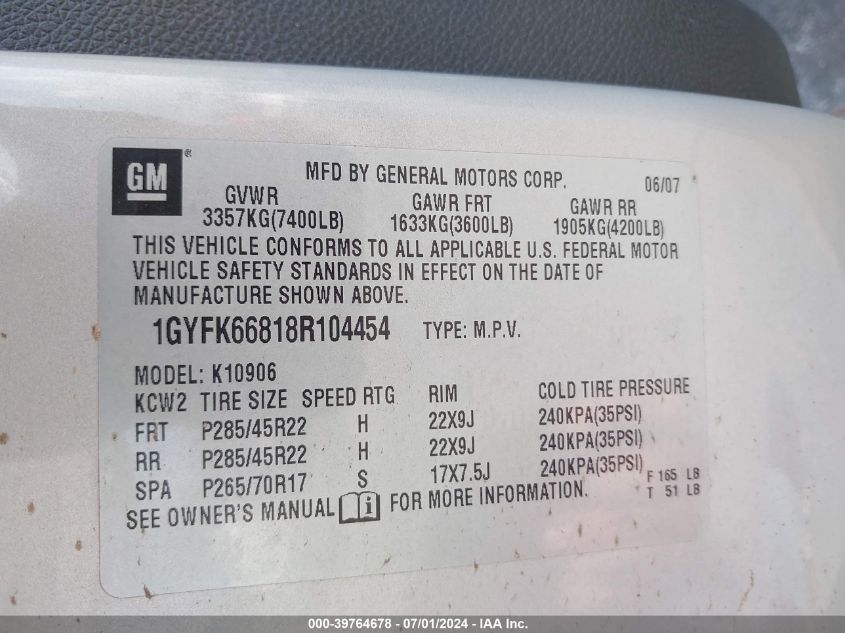 GM ® MFD BY GENERAL MOTORS CORP. 06/07
GVWR GAWR FRT GAWR RR
3357KG(7400LB) 1633KG(3600LB) 1905KG(4200LB)
THIS VEHICLE CONFORMS TO ALL APPLICABLE U.S. FEDERAL MOTOR
VEHICLE SAFETY STANDARDS IN EFFECT ON THE DATE OF
MANUFACTURE SHOWN ABOVE.
1GYFK66818R104454 TYPE: M.P.V.
MODEL: K10906
KCW2 TIRE SIZE SPEED RTG RIM COLD TIRE PRESSURE
FRT P285/45R22 H 22X9J 240KPA(35PSI)
RR P285/45R22 H 22X9J 240KPA(35PSI)
SPA P265/70R17 S 17X7.5J 240KPA(35PSI) F 165 LB
SEE OWNER'S MANUAL i FOR MORE INFORMATION. T 51 LB
000-39764678 - 07/01/2024 - IAA Inc.